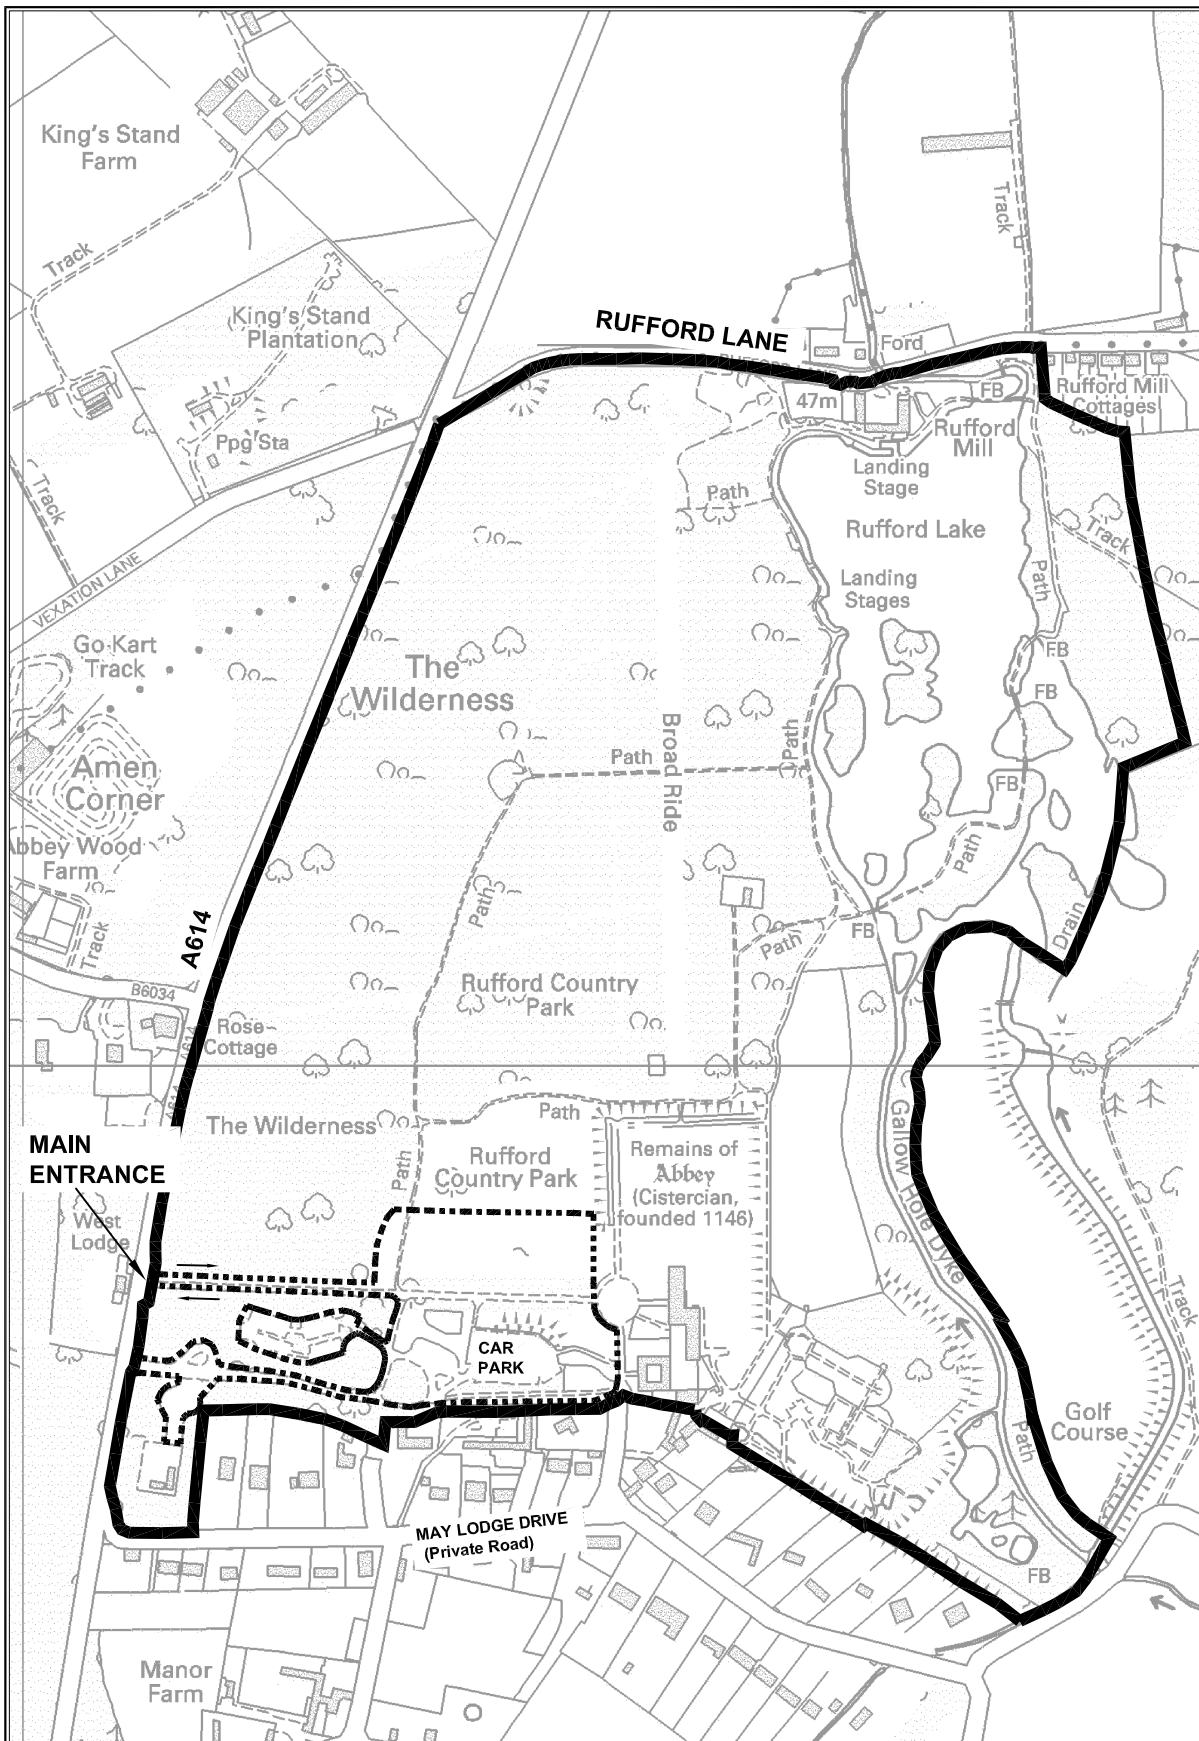 King's Stand
Farm
Track
Track
King's Stand
Plantation
RUFFORD LANE
Ford
FB
47m
Rufford Mill
Cottages
Rufford
Mill
Ppg Sta
Landing
Stage
Track
Path
Rufford Lake
Track
VEXATION LANE
Landing
Stages
Path
Go-Kart
Track
The
Wilderness
FB
FB
Path
Broad Ride
Path
Amen
Corner
FB
Abbey Wood
Farm
Path
Path
Track
A614
FB
Path
Drain
B6034
Rufford Country
Park
Rose
Cottage
A614
A614
The Wilderness
Path
Gallow Hole Dyke
MAIN
ENTRANCE
Path
Rufford
Country Park
Remains of
Abbey
(Cistercian,
founded 1146)
West
Lodge
Track
CAR
PARK
Golf
Course
Path
MAY LODGE DRIVE
(Private Road)
FB
Manor
Farm